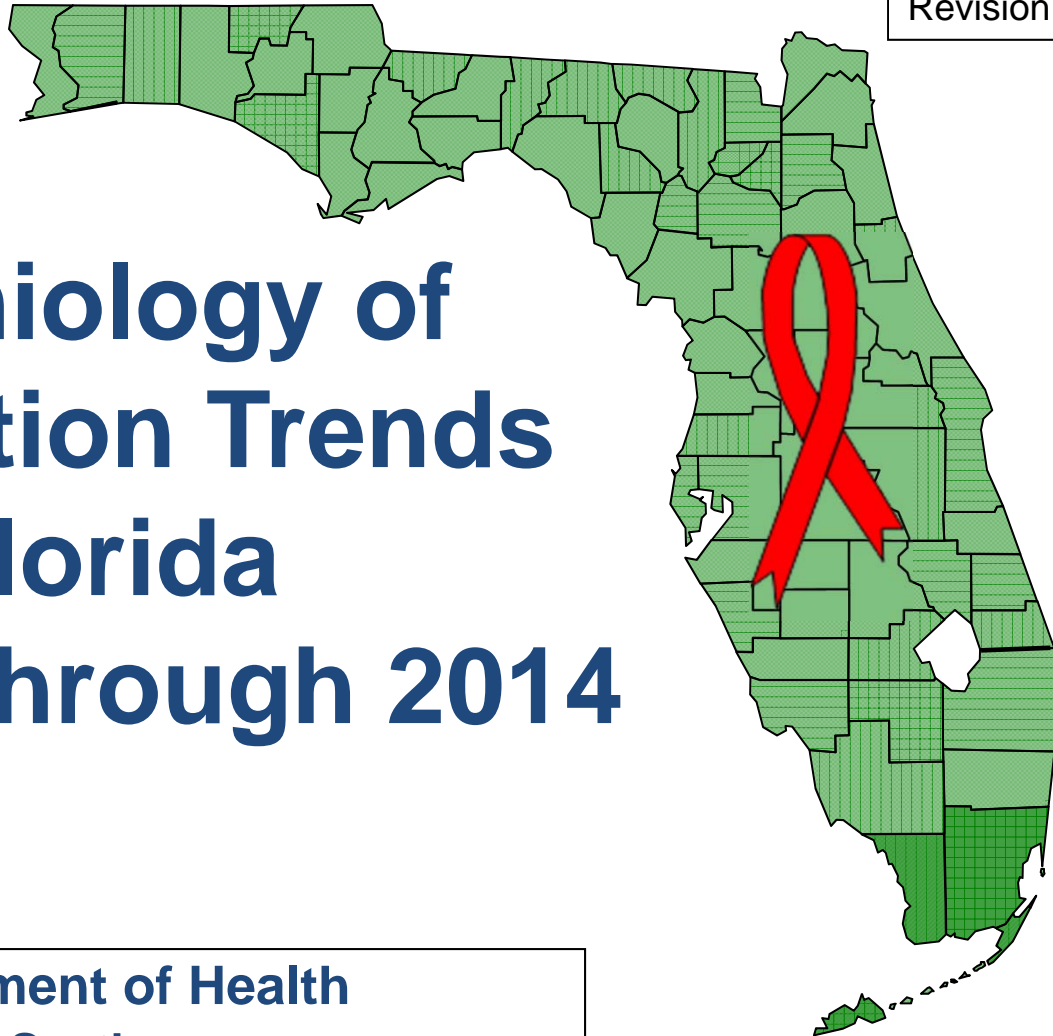 Revision
niology of
tion Trends
lorida
hrough 2014
ment of Health